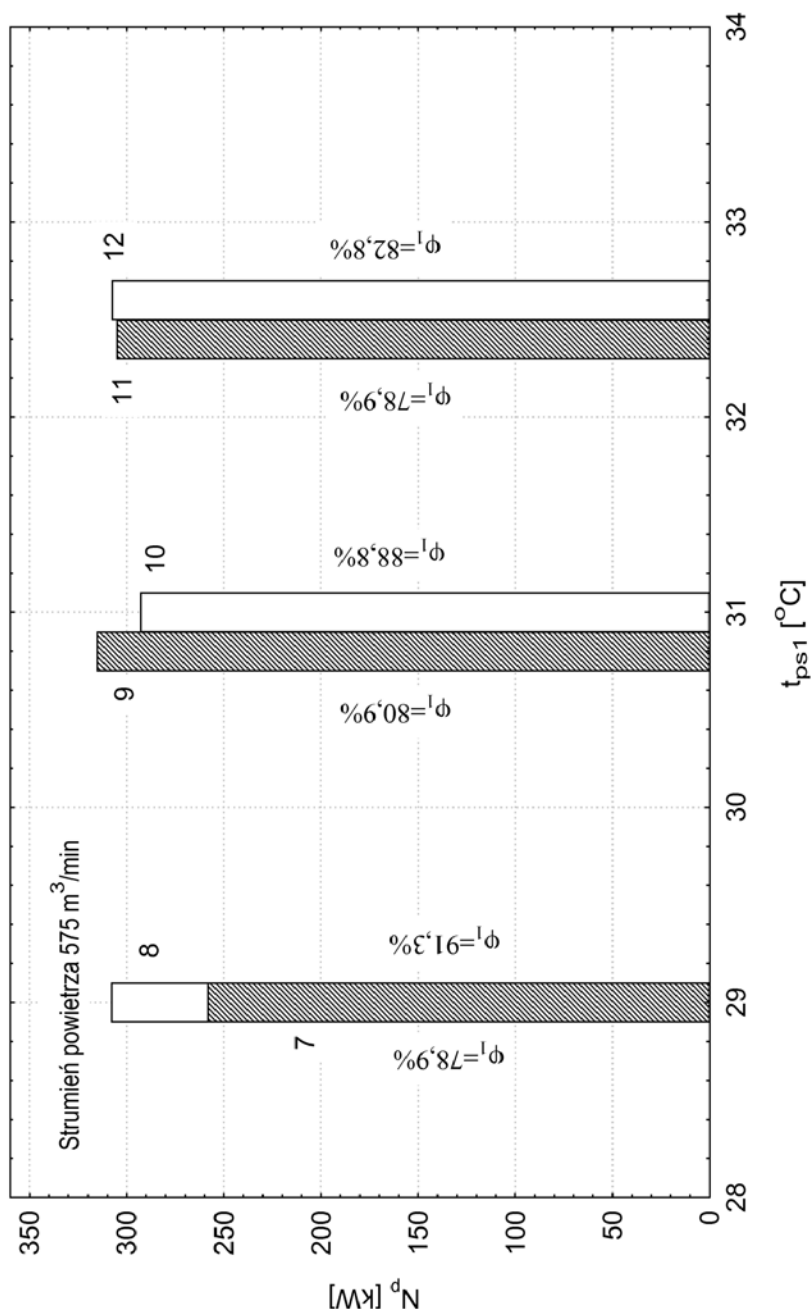 Strumień powietrza 575 m³/min
N_p [kW]
350
300
250
200
150
100
50
0
7
8
φ₁=78,9%
φ₁=91,3%
9
10
φ₁=80,9%
φ₁=88,8%
11
12
φ₁=78,9%
φ₁=82,8%
28 29 30 31 32 33 34
t_ps1 [°C]